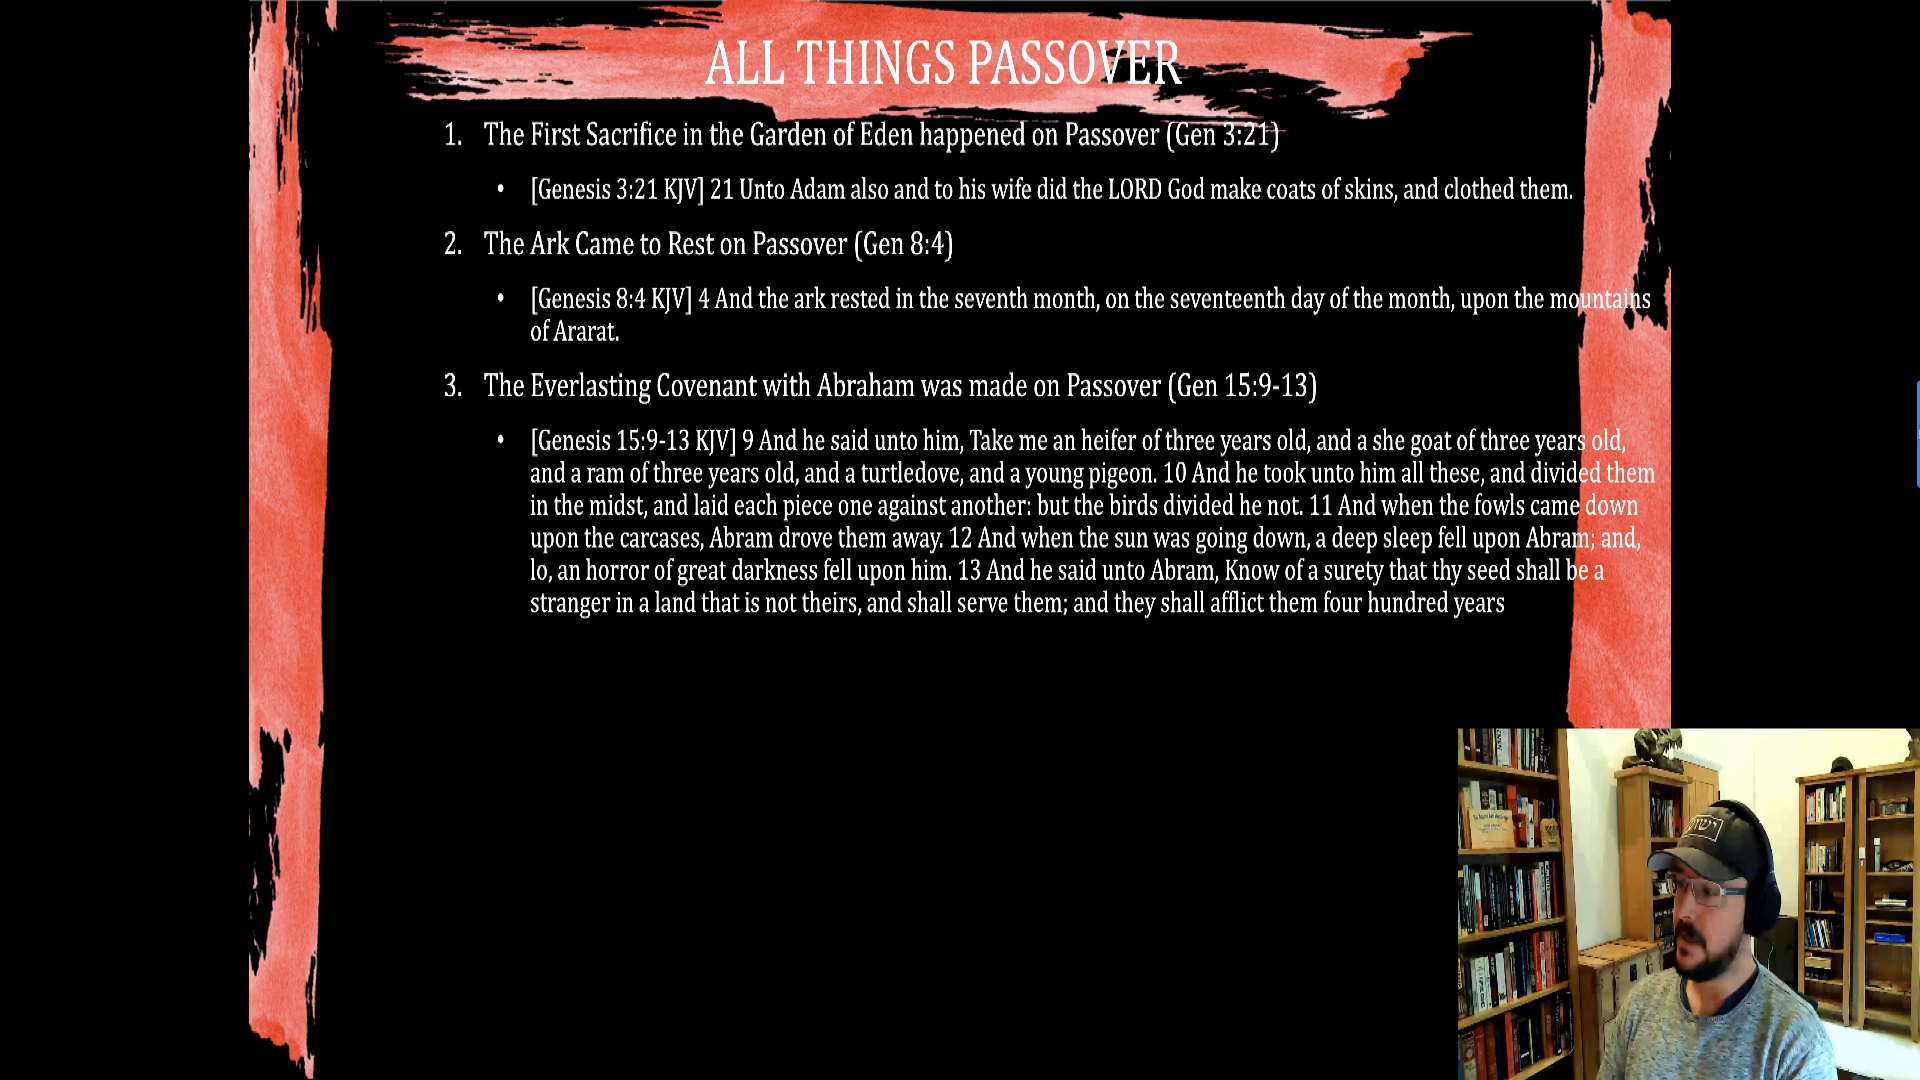 ALL THINGS PASSOVER
1. The First Sacrifice in the Garden of Eden happened on Passover (Gen 3:21)
• [Genesis 3:21 KJV] 21 Unto Adam also and to his wife did the LORD God make coats of skins, and clothed them.
2. The Ark Came to Rest on Passover (Gen 8:4)
• [Genesis 8:4 KJV] 4 And the ark rested in the seventh month, on the seventeenth day of the month, upon the mountains
of Ararat.
3. The Everlasting Covenant with Abraham was made on Passover (Gen 15:9-13)
• [Genesis 15:9-13 KJV] 9 And he said unto him, Take me an heifer of three years old, and a she goat of three years old,
and a ram of three years old, and a turtledove, and a young pigeon. 10 And he took unto him all these, and divided them
in the midst, and laid each piece one against another: but the birds divided he not. 11 And when the fowls came down
upon the carcases, Abram drove them away. 12 And when the sun was going down, a deep sleep fell upon Abram; and,
lo, an horror of great darkness fell upon him. 13 And he said unto Abram, Know of a surety that thy seed shall be a
stranger in a land that is not theirs, and shall serve them; and they shall afflict them four hundred years